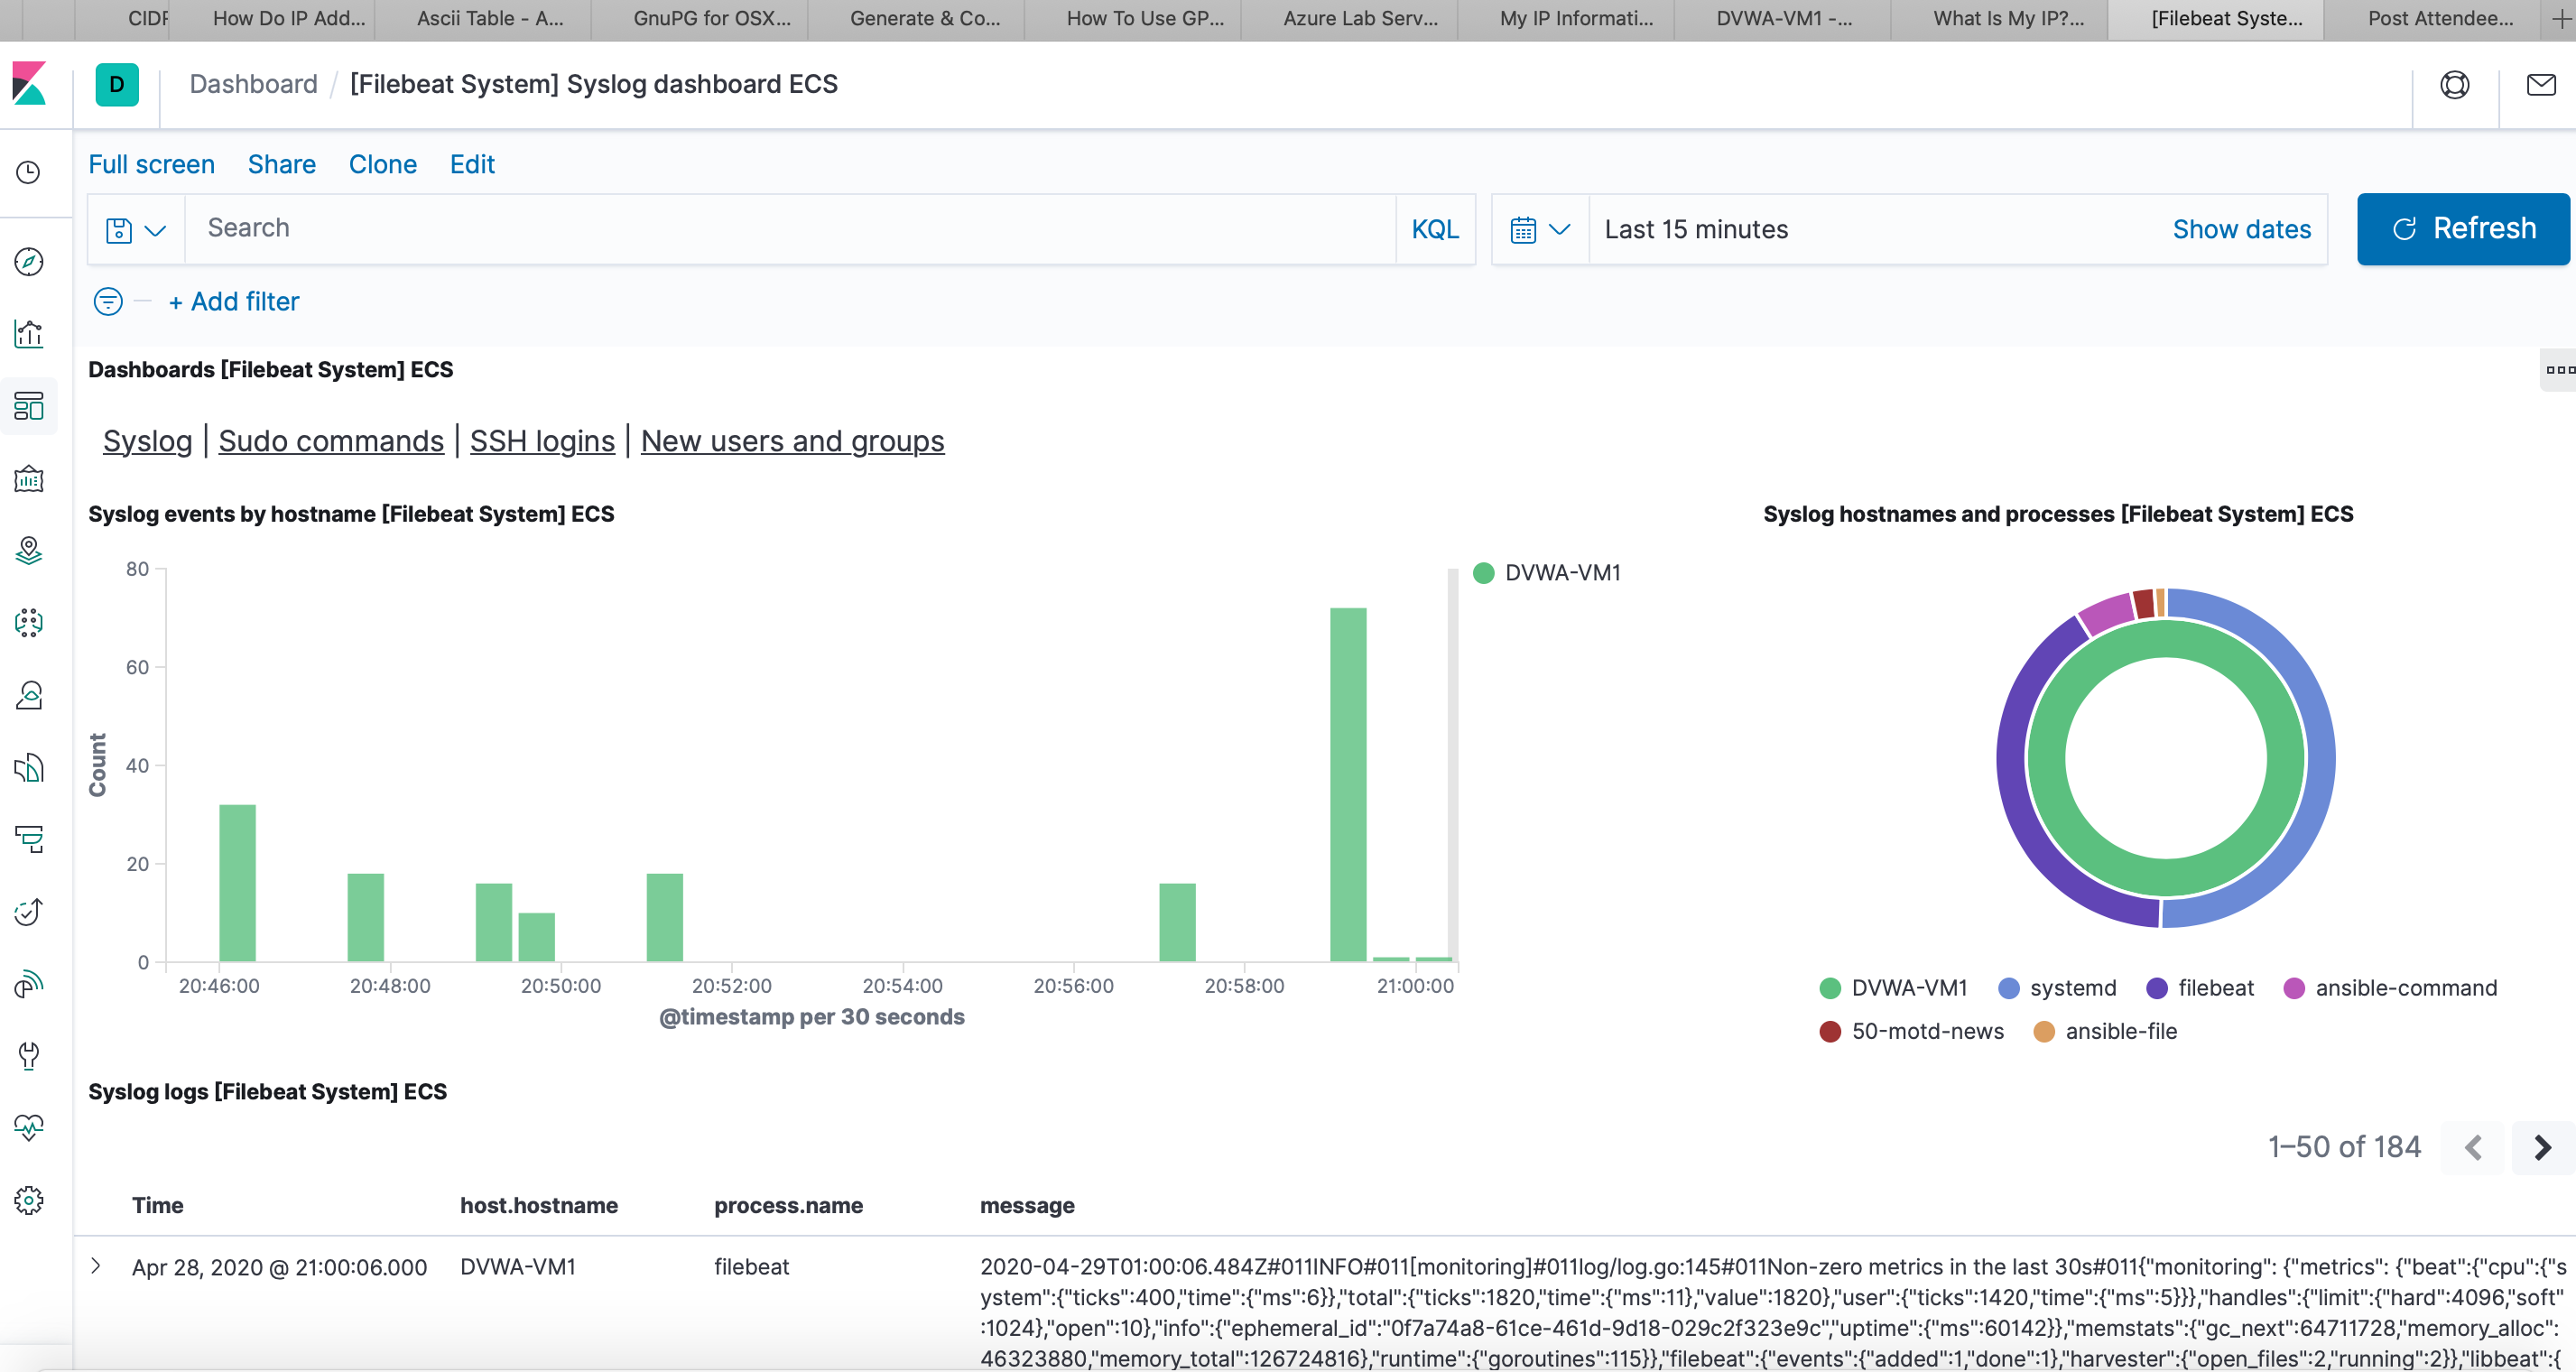 CIDF How Do IP Add... Ascii Table - A... GnuPG for OSX... Generate & Co... How To Use GP... Azure Lab Serv... My IP Informati... DVWA-VM1 -... What Is My IP?... [Filebeat Syste... Post Attendee... +
D Dashboard / [Filebeat System] Syslog dashboard ECS
Full screen Share Clone Edit
Search KQL Last 15 minutes Show dates Refresh
+ Add filter
Dashboards [Filebeat System] ECS
Syslog | Sudo commands | SSH logins | New users and groups
Syslog events by hostname [Filebeat System] ECS
80
60
40
20
0
Count
20:46:00 20:48:00 20:50:00 20:52:00 20:54:00 20:56:00 20:58:00 21:00:00
@timestamp per 30 seconds
DVWA-VM1
Syslog hostnames and processes [Filebeat System] ECS
DVWA-VM1 systemd filebeat ansible-command
50-motd-news ansible-file
Syslog logs [Filebeat System] ECS
1–50 of 184
Time host.hostname process.name message
Apr 28, 2020 @ 21:00:06.000 DVWA-VM1 filebeat 2020-04-29T01:00:06.484Z#011INFO#011[monitoring]#011log/log.go:145#011Non-zero metrics in the last 30s#011{"monitoring": {"metrics": {"beat":{"cpu":{"s
ystem":{"ticks":400,"time":{"ms":6}},"total":{"ticks":1820,"time":{"ms":11},"value":1820},"user":{"ticks":1420,"time":{"ms":5}}},"handles":{"limit":{"hard":4096,"soft"
:1024},"open":10},"info":{"ephemeral_id":"0f7a74a8-61ce-461d-9d18-029c2f323e9c","uptime":{"ms":60142}},"memstats":{"gc_next":64711728,"memory_alloc":
46323880,"memory_total":126724816},"runtime":{"goroutines":115}},"filebeat":{"events":{"added":1,"done":1},"harvester":{"open_files":2,"running":2}},"libbeat":{